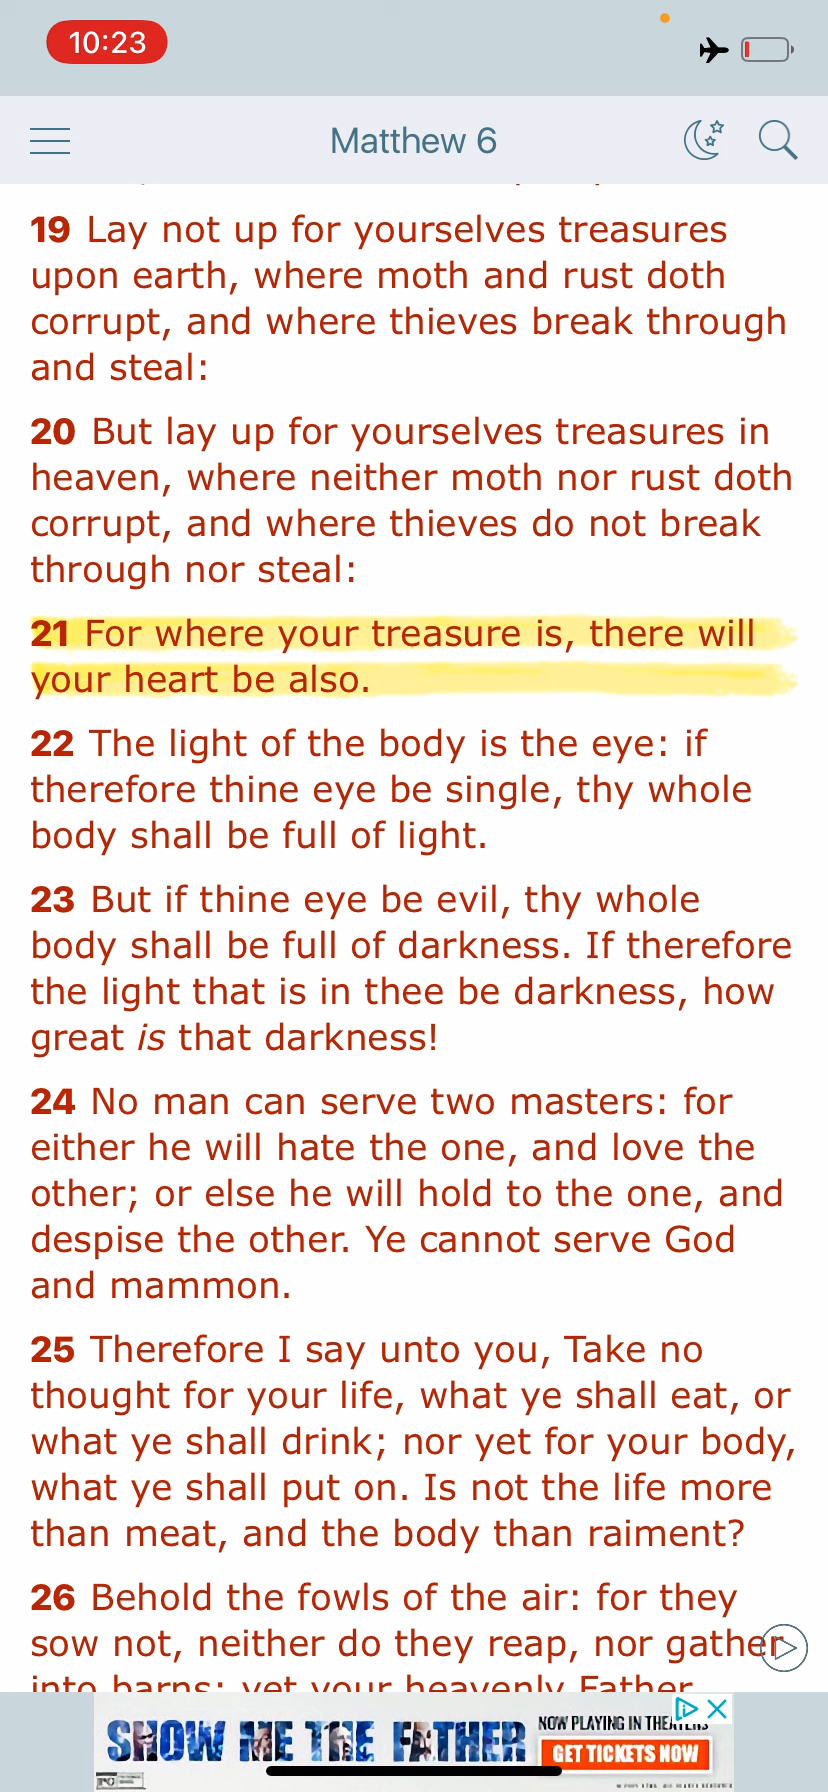 10:23
Matthew 6
19 Lay not up for yourselves treasures
upon earth, where moth and rust doth
corrupt, and where thieves break through
and steal:
20 But lay up for yourselves treasures in
heaven, where neither moth nor rust doth
corrupt, and where thieves do not break
through nor steal:
21 For where your treasure is, there will
your heart be also.
22 The light of the body is the eye: if
therefore thine eye be single, thy whole
body shall be full of light.
23 But if thine eye be evil, thy whole
body shall be full of darkness. If therefore
the light that is in thee be darkness, how
great is that darkness!
24 No man can serve two masters: for
either he will hate the one, and love the
other; or else he will hold to the one, and
despise the other. Ye cannot serve God
and mammon.
25 Therefore I say unto you, Take no
thought for your life, what ye shall eat, or
what ye shall drink; nor yet for your body,
what ye shall put on. Is not the life more
than meat, and the body than raiment?
26 Behold the fowls of the air: for they
sow not, neither do they reap, nor gather
into barns; yet your heavenly Father
SHOW ME THE FATHER
NOW PLAYING IN THEATERS
GET TICKETS NOW
PG